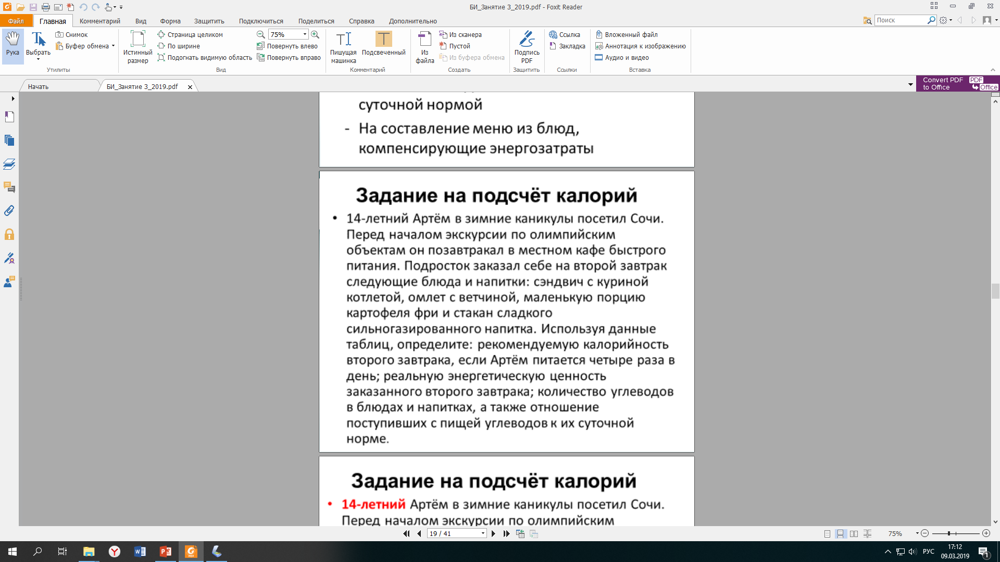 БИ_Занятие 3_2019.pdf - Foxit Reader
Файл
Главная
Комментарий
Вид
Форма
Защитить
Подключиться
Поделиться
Справка
Дополнительно
Поиск
Рука
Выбрать
Снимок
Буфер обмена
Утилиты
Истинный размер
Страница целиком
По ширине
Подогнать видимую область
Вид
75%
Повернуть влево
Повернуть вправо
Пишущая машинка
Подсвеченный
Комментарий
Из файла
Из сканера
Пустой
Из буфера обмена
Создать
Подпись PDF
Защитить
Ссылка
Закладка
Ссылки
Вложенный файл
Аннотация к изображению
Аудио и видео
Вставка
Начать
БИ_Занятие 3_2019.pdf
Convert PDF to Office
PDF
Office
суточной нормой
- На составление меню из блюд,
компенсирующие энергозатраты
Задание на подсчёт калорий
• 14-летний Артём в зимние каникулы посетил Сочи.
Перед началом экскурсии по олимпийским
объектам он позавтракал в местном кафе быстрого
питания. Подросток заказал себе на второй завтрак
следующие блюда и напитки: сэндвич с куриной
котлетой, омлет с ветчиной, маленькую порцию
картофеля фри и стакан сладкого
сильногазированного напитка. Используя данные
таблиц, определите: рекомендуемую калорийность
второго завтрака, если Артём питается четыре раза в
день; реальную энергетическую ценность
заказанного второго завтрака; количество углеводов
в блюдах и напитках, а также отношение
поступивших с пищей углеводов к их суточной
норме.
Задание на подсчёт калорий
• 14-летний Артём в зимние каникулы посетил Сочи.
Перед началом экскурсии по олимпийским
19 / 41
75%
РУС
17:12
09.03.2019
1